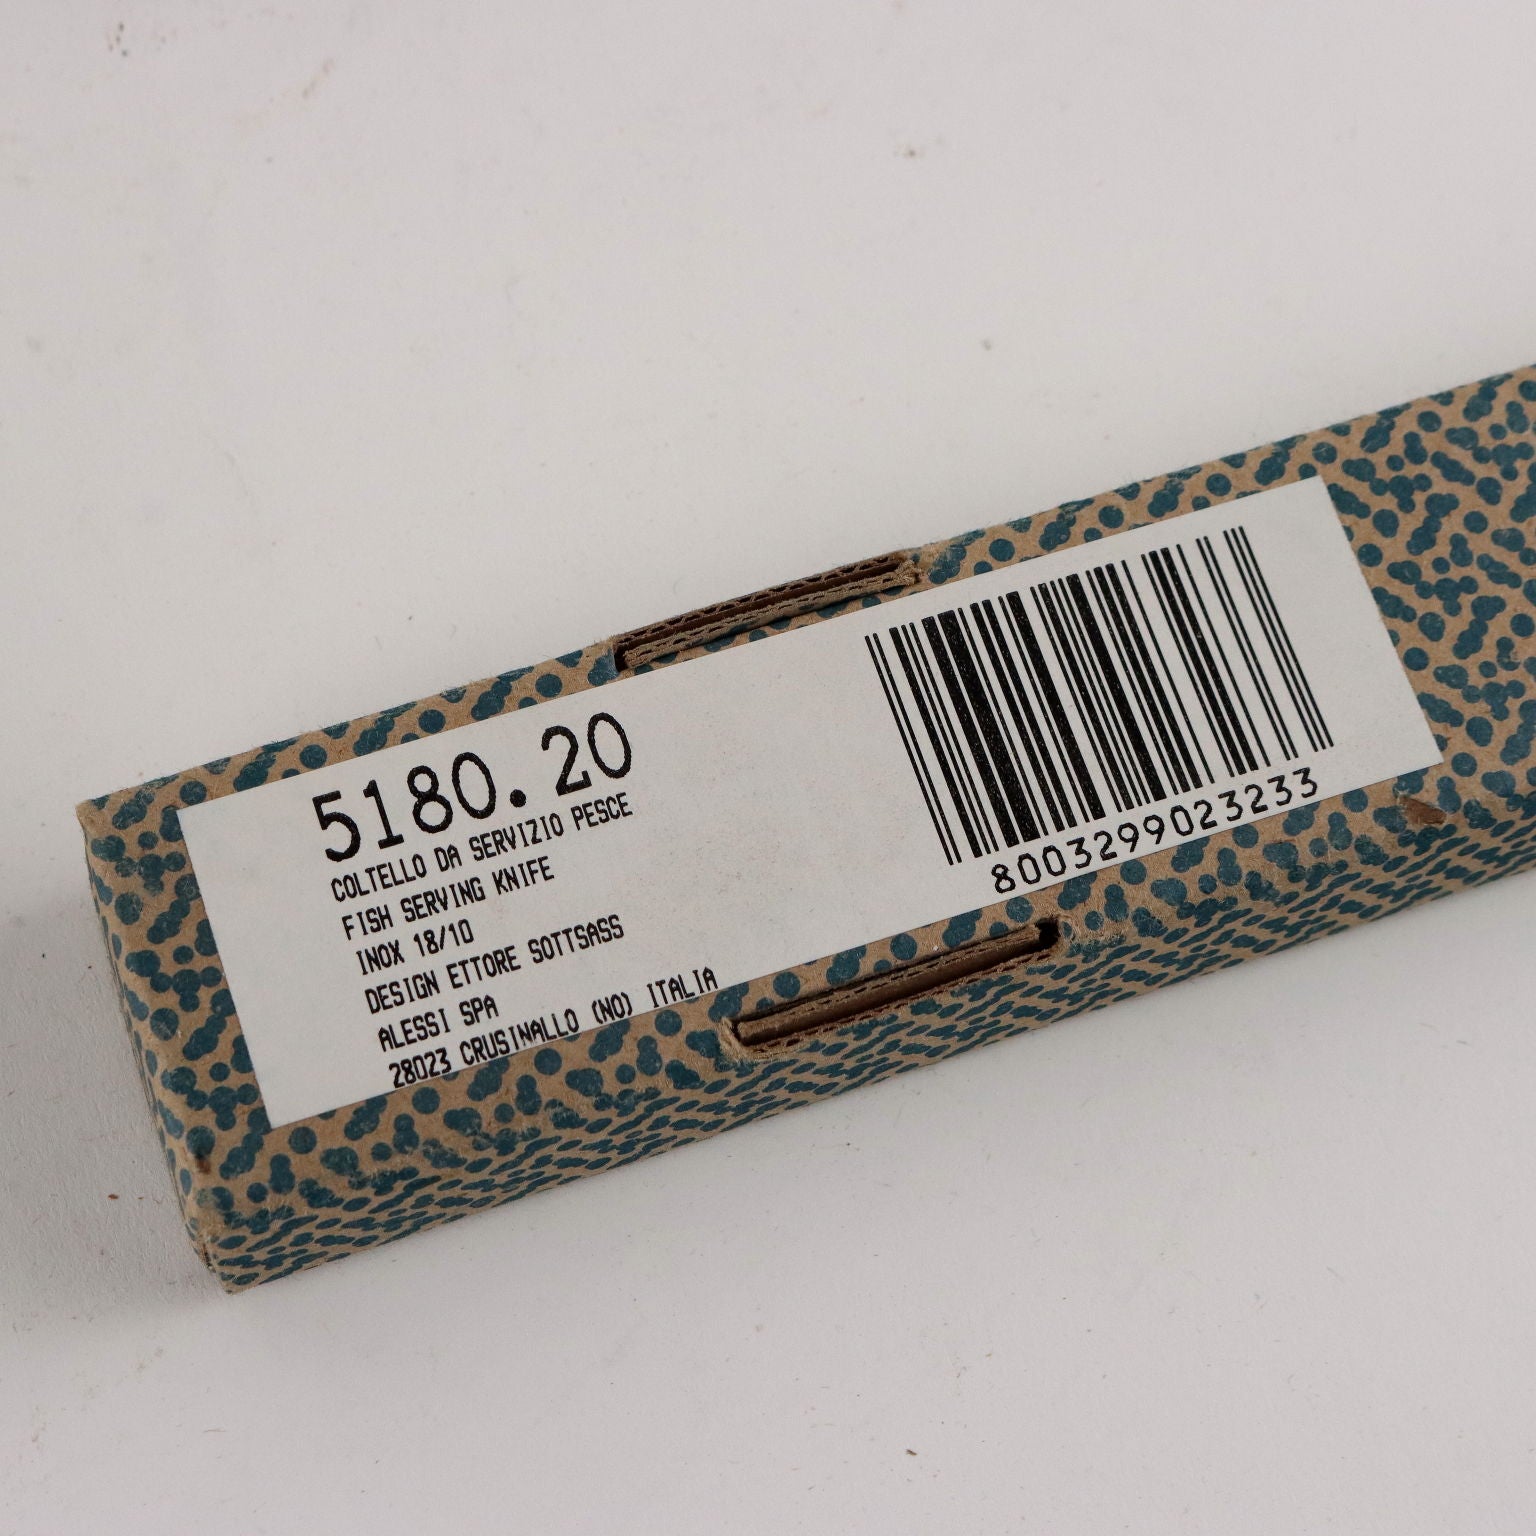 5180.20
COLTELLO DA SERVIZIO PESCE
FISH SERVING KNIFE
INOX 18/10
DESIGN ETTORE SOTTSASS
ALESSI SPA
28023 CRUSINALLO (NO) ITALIA
8003299023233